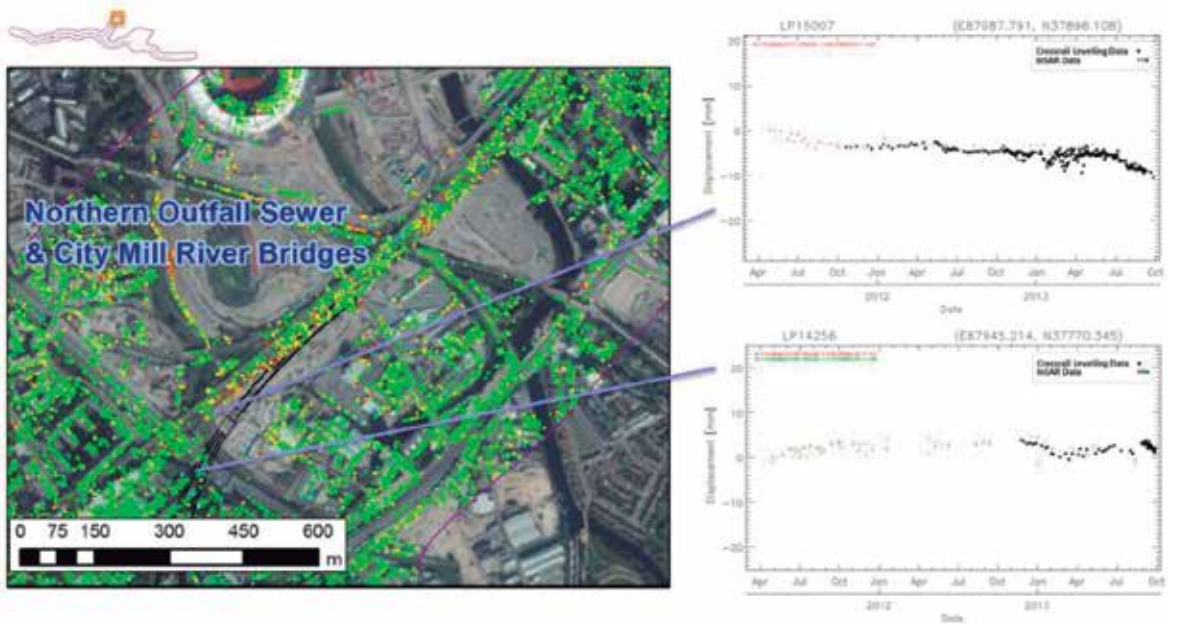 Northern Outfall Sewer
& City Mill River Bridges
0 75 150 300 450 600
m
LP15007 (E87987.791, N37896.108)
Crossrail Levelling Data
InSAR Data
Displacement [mm]
20
10
0
-10
-20
Apr Jul Oct Jan Apr Jul Oct Jan Apr Jul Oct
2012 2013
Date
LP14256 (E87945.214, N37770.345)
Crossrail Levelling Data
InSAR Data
Displacement [mm]
20
10
0
-10
-20
Apr Jul Oct Jan Apr Jul Oct Jan Apr Jul Oct
2012 2013
Date